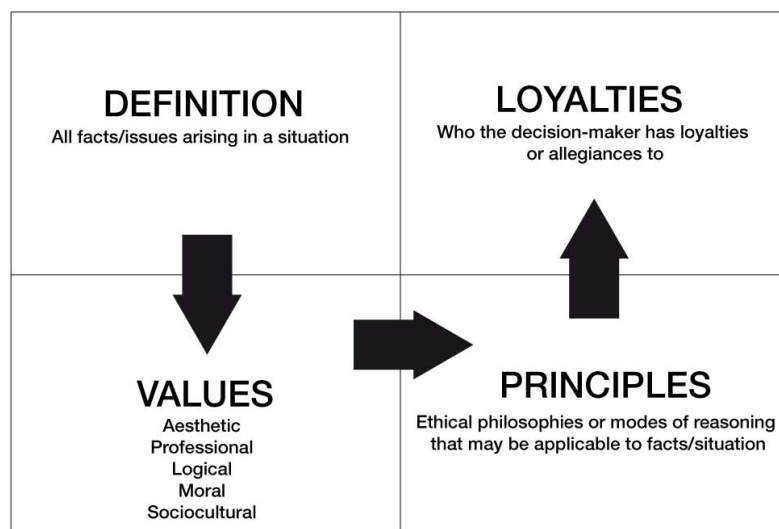 DEFINITION
All facts/issues arising in a situation
LOYALTIES
Who the decision-maker has loyalties
or allegiances to
VALUES
Aesthetic
Professional
Logical
Moral
Sociocultural
PRINCIPLES
Ethical philosophies or modes of reasoning
that may be applicable to facts/situation